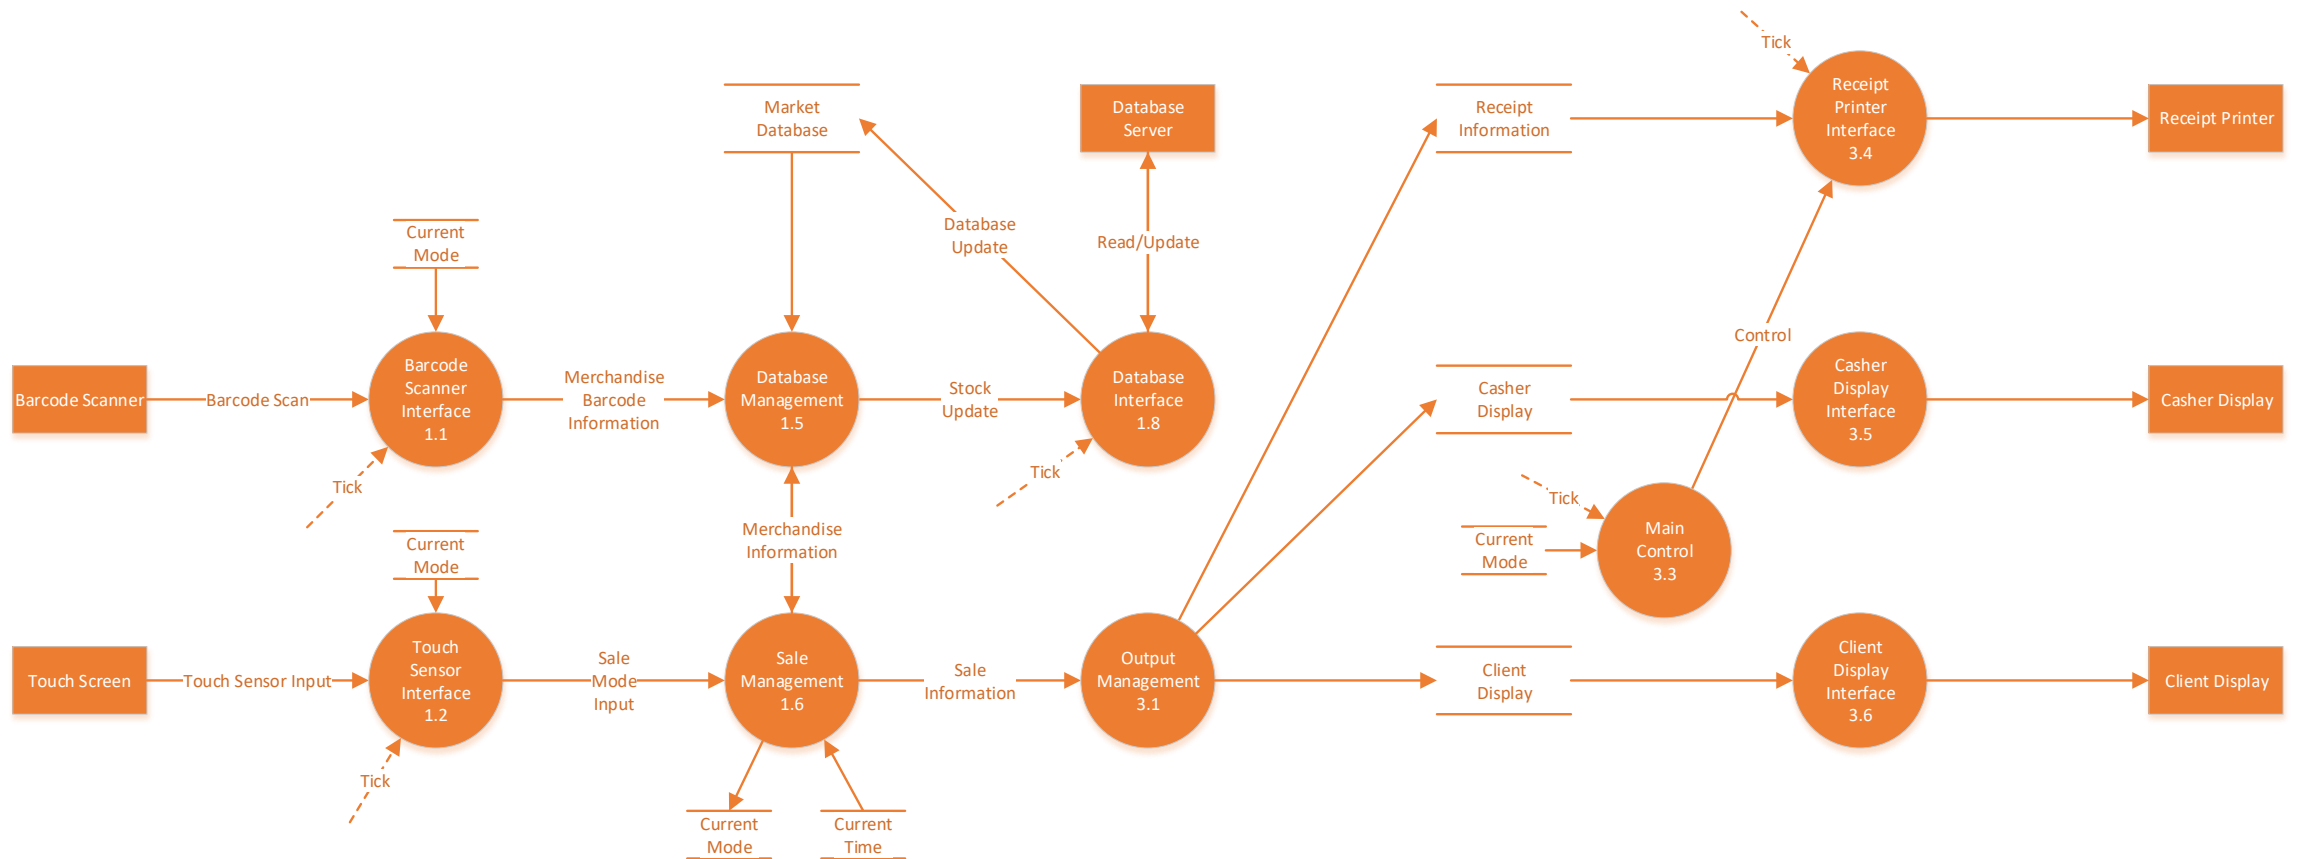 Tick
Receipt
Printer
Interface
3.4
Receipt Printer
Market
Database
Database
Server
Receipt
Information
Current
Mode
Database
Update
Read/Update
Control
Barcode Scanner
Barcode Scan
Barcode
Scanner
Interface
1.1
Merchandise
Barcode
Information
Database
Management
1.5
Stock
Update
Database
Interface
1.8
Casher
Display
Casher
Display
Interface
3.5
Casher Display
Tick
Tick
Tick
Current
Mode
Merchandise
Information
Current
Mode
Main
Control
3.3
Touch Screen
Touch Sensor Input
Touch
Sensor
Interface
1.2
Sale
Mode
Input
Sale
Management
1.6
Sale
Information
Output
Management
3.1
Client
Display
Client
Display
Interface
3.6
Client Display
Tick
Current
Mode
Current
Time